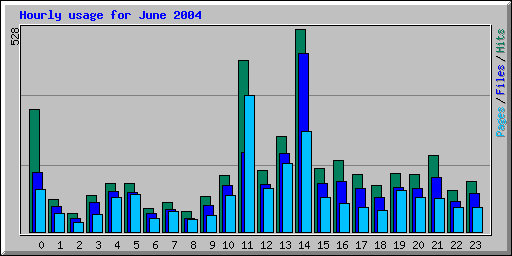 Hourly usage for June 2004
528
Pages / Files / Hits
0 1 2 3 4 5 6 7 8 9 10 11 12 13 14 15 16 17 18 19 20 21 22 23